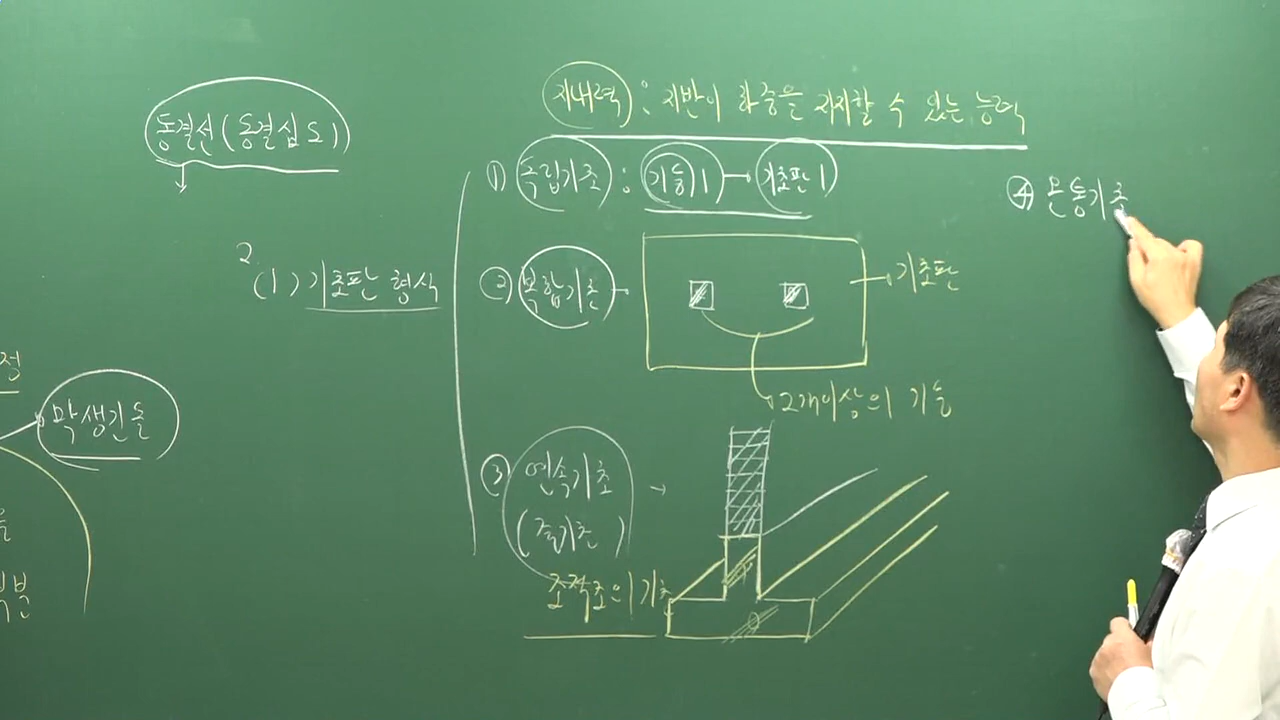 동결선(동결심도)
지내력 : 지반이 하중을 지지할 수 있는 능력
① 독립기초 : 기둥1 → 기초판1
2.
(1) 기초판 형식
② 복합기초 →
기초판
2개이상의 기둥
③ 연속기초 →
(줄기초)
조적조의 기초
④ 온통기초
정